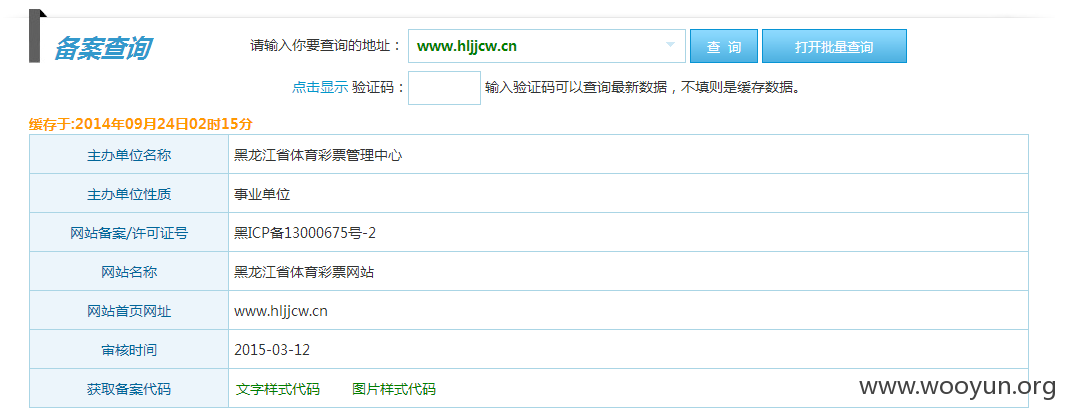 备案查询
请输入你要查询的地址： www.hljjcw.cn 查 询 打开批量查询
点击显示 验证码： 输入验证码可以查询最新数据，不填则是缓存数据。
缓存于:2014年09月24日02时15分
主办单位名称 黑龙江省体育彩票管理中心
主办单位性质 事业单位
网站备案/许可证号 黑ICP备13000675号-2
网站名称 黑龙江省体育彩票网站
网站首页网址 www.hljjcw.cn
审核时间 2015-03-12
获取备案代码 文字样式代码 图片样式代码
www.wooyun.org